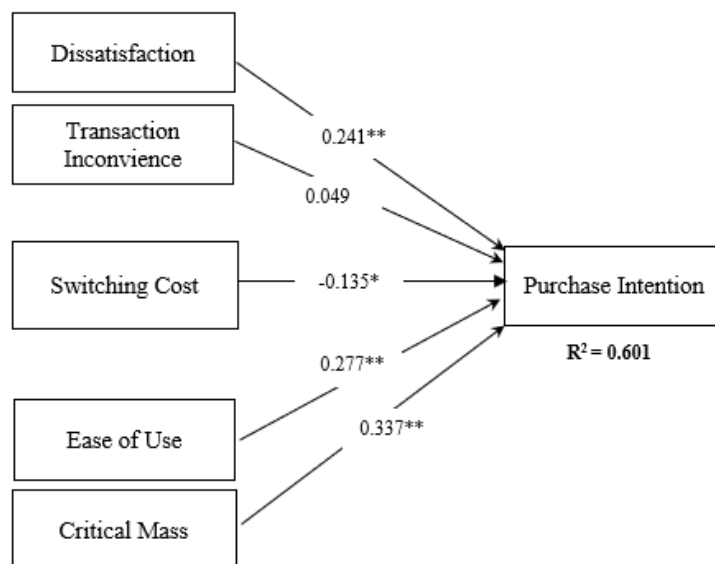 Dissatisfaction
0.241**
Transaction
Inconvience
0.049
Switching Cost
-0.135*
Purchase Intention
R² = 0.601
0.277**
Ease of Use
0.337**
Critical Mass